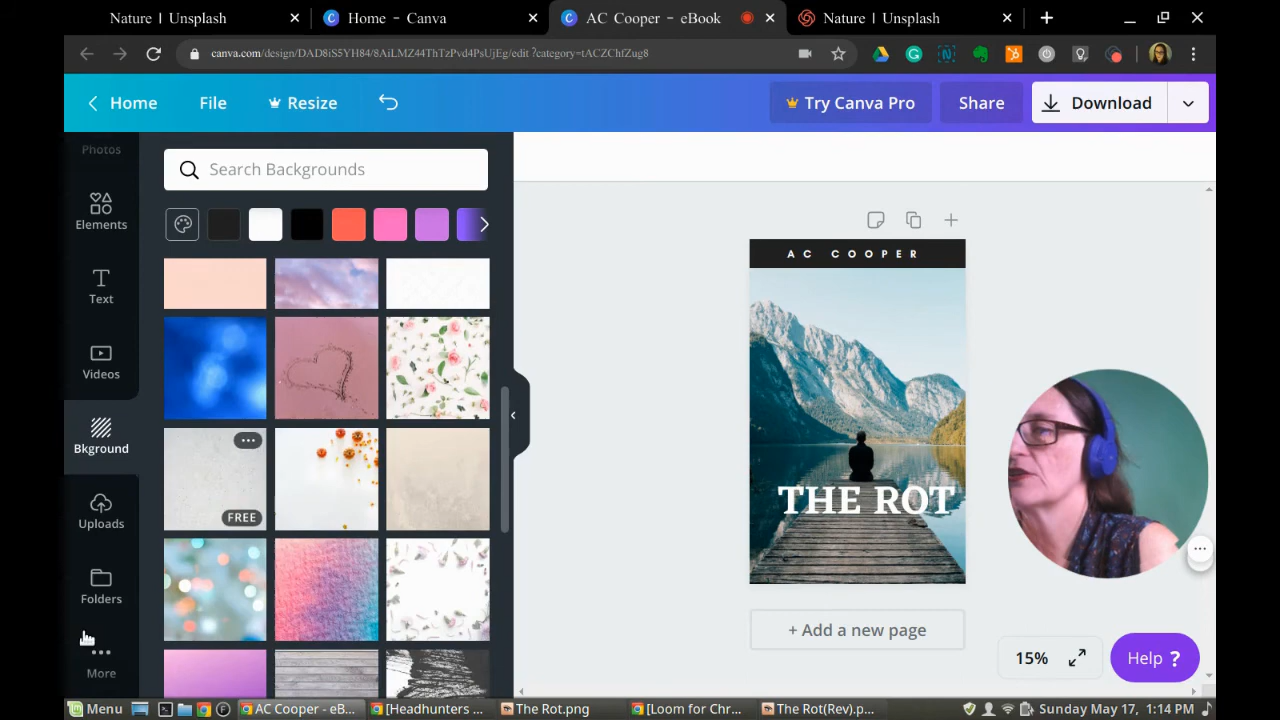 Nature | Unsplash
Home - Canva
AC Cooper - eBook
Nature | Unsplash
canva.com/design/DAD8iS5YH84/8AiLMZ44ThTzPvd4PsUjEg/edit?category=tACZChfZug8
Home
File
Resize
Try Canva Pro
Share
Download
Photos
Elements
Text
Videos
Bkground
Uploads
Folders
More
Search Backgrounds
FREE
AC COOPER
THE ROT
+ Add a new page
15%
Help ?
Menu
AC Cooper - eB...
[Headhunters ...
The Rot.png
[Loom for Chr...
The Rot(Rev).p...
Sunday May 17, 1:14 PM